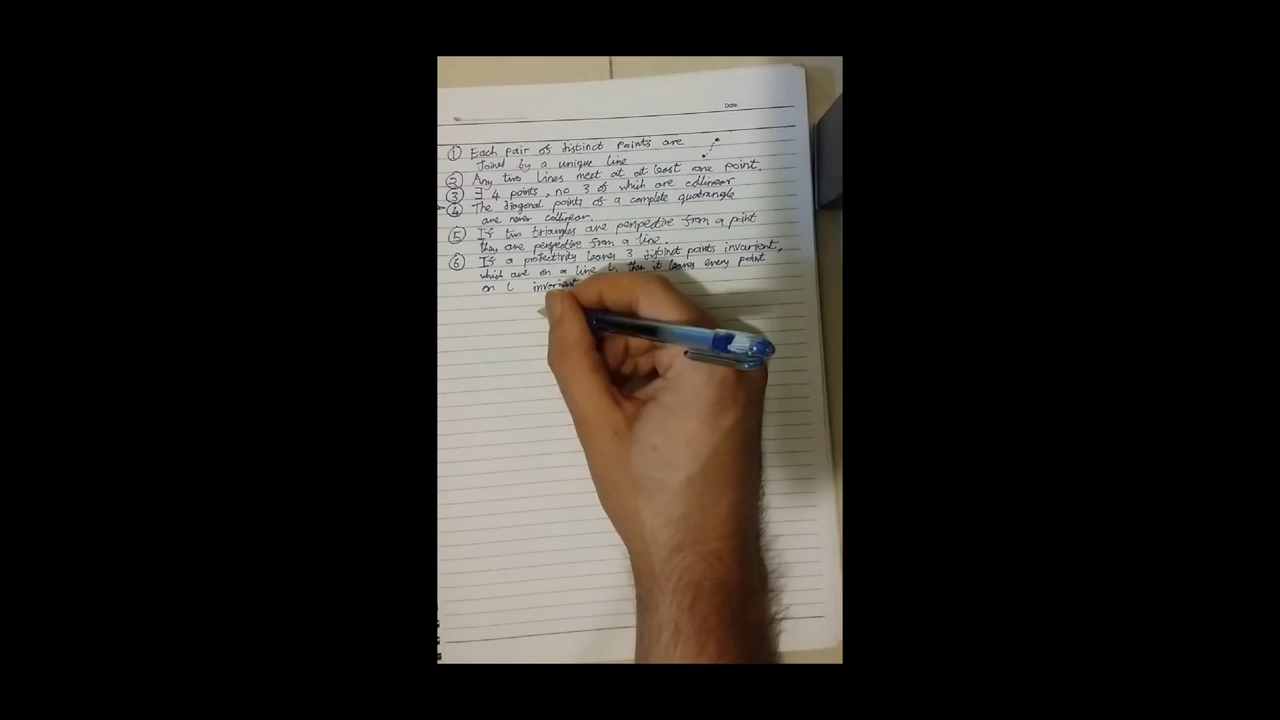 Date
No.
① Each pair of distinct points are
Joined by a unique line
② Any two lines meet at at least one point.
③ ∃ 4 points, no 3 of which are collinear
④ The diagonal points of a complete quadrangle
are never collinear.
⑤ If two triangles are perspective from a point
they are perspective from a line.
⑥ If a projectivity leaves 3 distinct points invarient,
which are on a line L, then it leaves every point
on L invarient